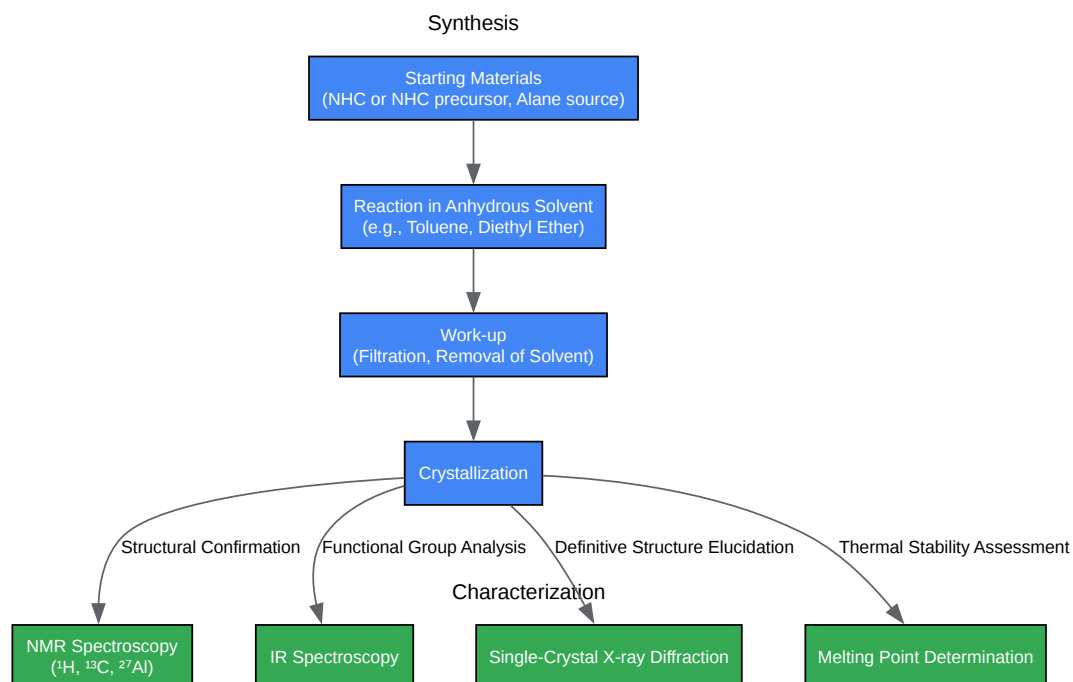 Synthesis
Starting Materials
(NHC or NHC precursor, Alane source)
Reaction in Anhydrous Solvent
(e.g., Toluene, Diethyl Ether)
Work-up
(Filtration, Removal of Solvent)
Crystallization
Structural Confirmation
Functional Group Analysis
Definitive Structure Elucidation
Thermal Stability Assessment
Characterization
NMR Spectroscopy
(¹H, ¹³C, ²⁷Al)
IR Spectroscopy
Single-Crystal X-ray Diffraction
Melting Point Determination